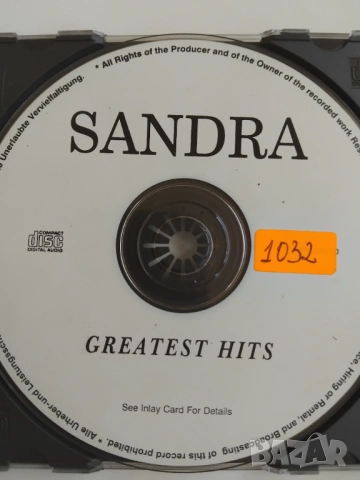 * All Rights of the Producer and of the Owner of the recorded work Res
e Unerlaubte Vervielfältigung.
SANDRA
COMPACT
disc
DIGITAL AUDIO
1032
GREATEST HITS
See Inlay Card For Details
Hiring or Rental, and Broadcasting of this record prohibited. * Alle Urheber-und Leistungssch
BAZAR